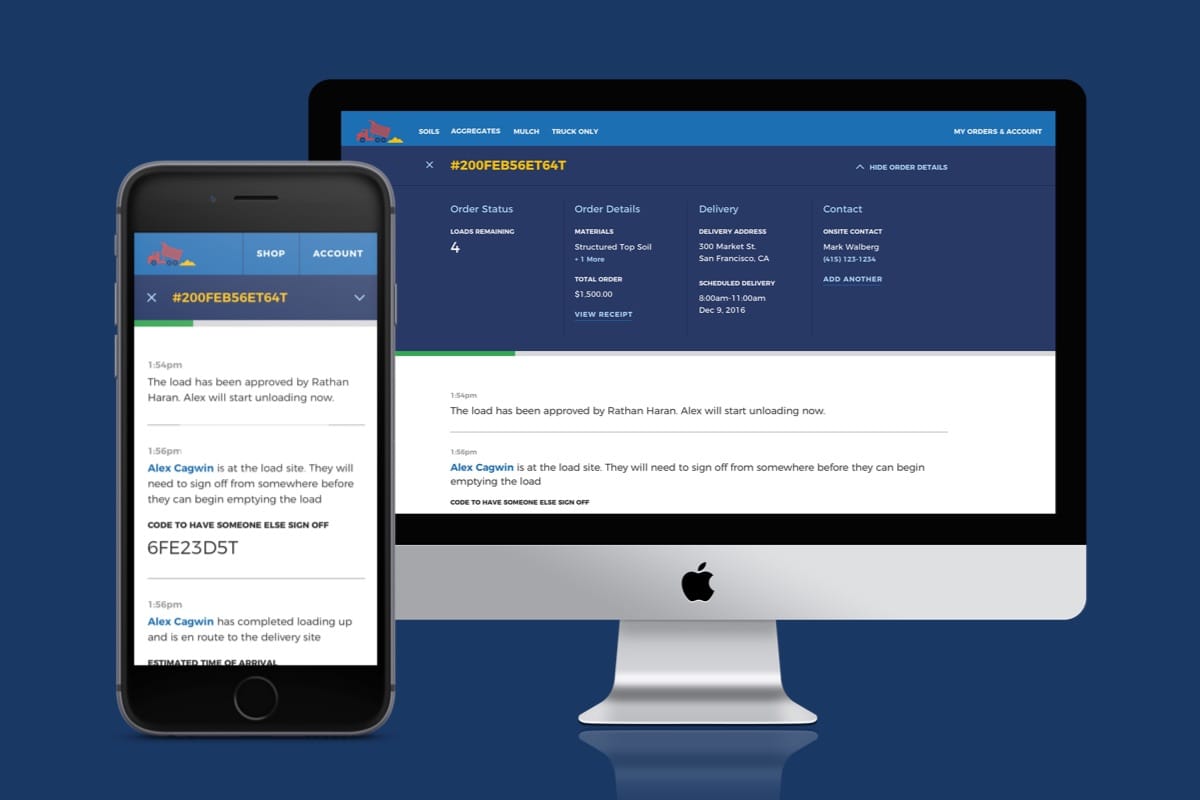 SOILS AGGREGATES MULCH TRUCK ONLY MY ORDERS & ACCOUNT
#200FEB56ET64T HIDE ORDER DETAILS
Order Status
LOADS REMAINING
4
Order Details
MATERIALS
Structured Top Soil
+ 1 More
TOTAL ORDER
$1,500.00
VIEW RECEIPT
Delivery
DELIVERY ADDRESS
300 Market St.
San Francisco, CA
SCHEDULED DELIVERY
8:00am-11:00am
Dec 9, 2016
Contact
ONSITE CONTACT
Mark Walberg
(415) 123-1234
ADD ANOTHER
1:54pm
The load has been approved by Rathan Haran. Alex will start unloading now.
1:56pm
Alex Cagwin is at the load site. They will need to sign off from somewhere before they can begin
emptying the load
CODE TO HAVE SOMEONE ELSE SIGN OFF
SHOP ACCOUNT
#200FEB56ET64T
1:54pm
The load has been approved by Rathan
Haran. Alex will start unloading now.
1:56pm
Alex Cagwin is at the load site. They will
need to sign off from somewhere before
they can begin emptying the load
CODE TO HAVE SOMEONE ELSE SIGN OFF
6FE23D5T
1:56pm
Alex Cagwin has completed loading up
and is en route to the delivery site
ESTIMATED TIME OF ARRIVAL